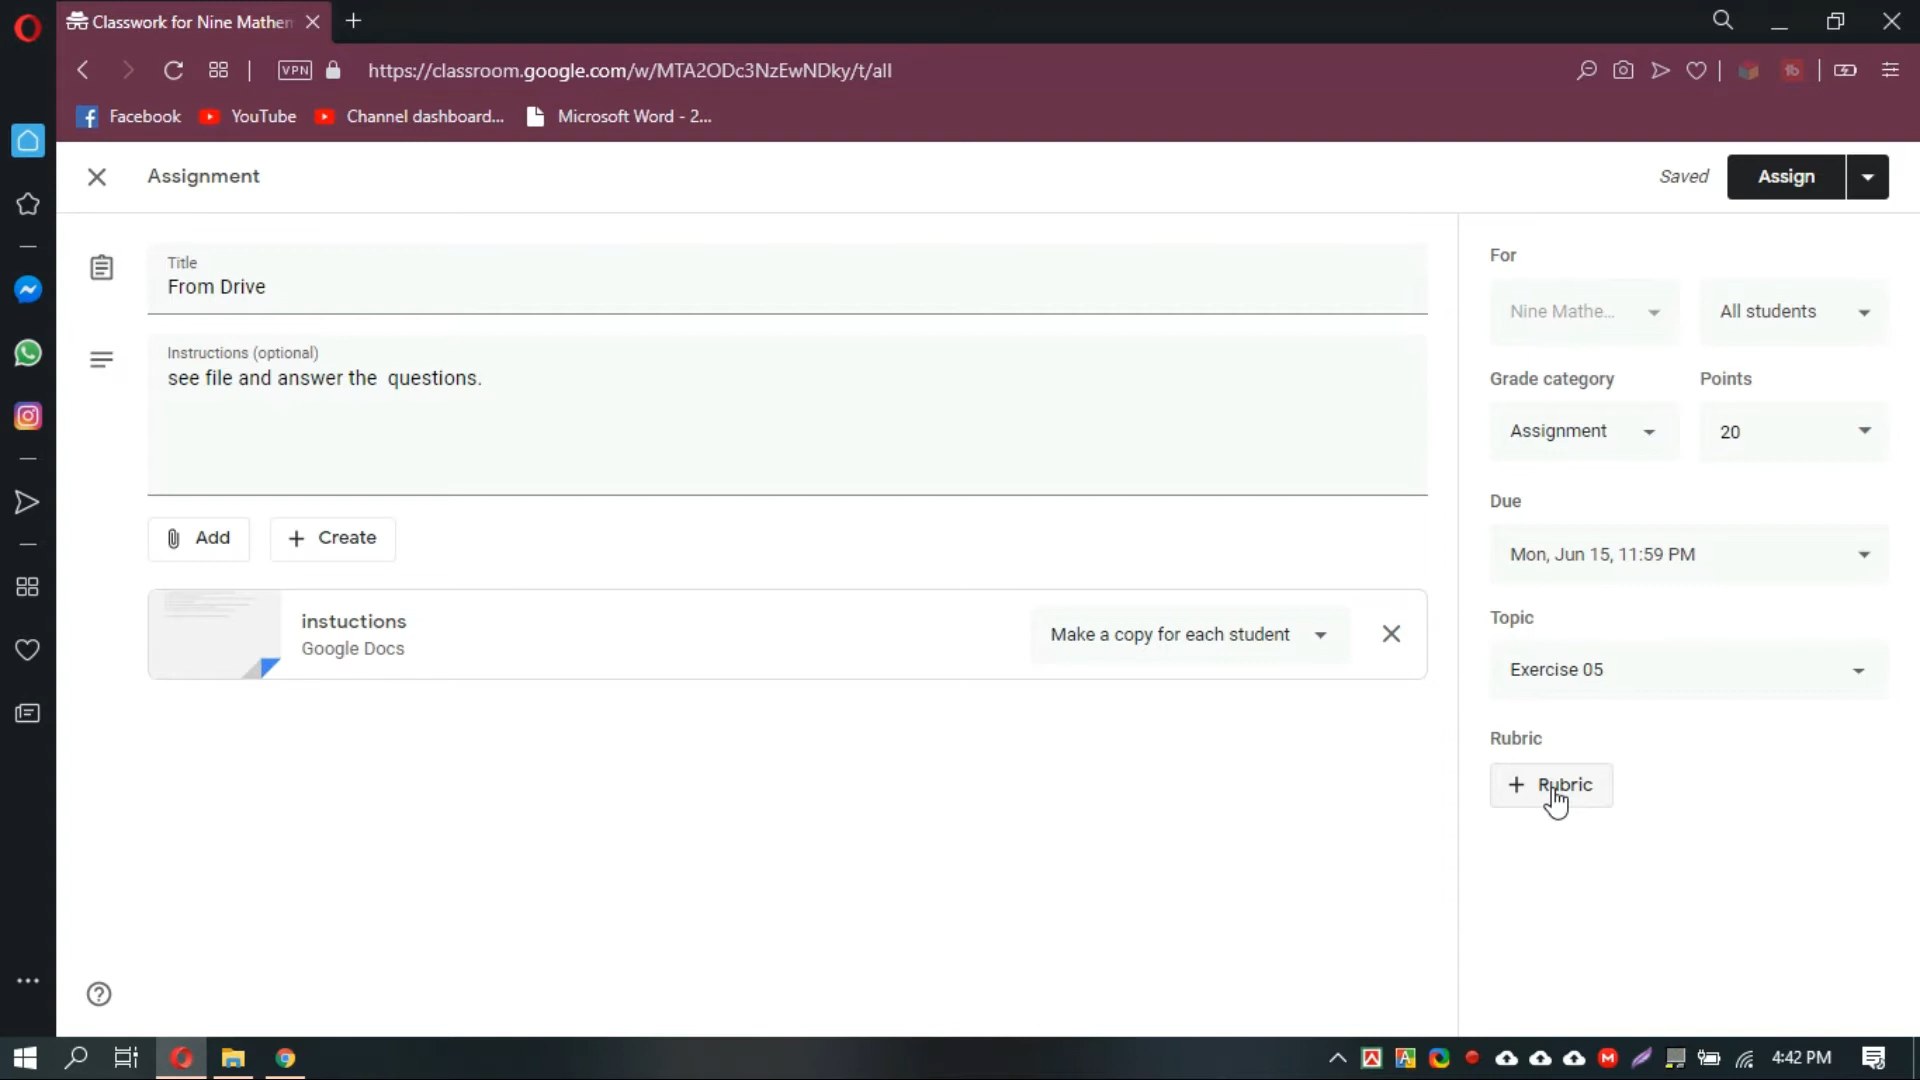 Classwork for Nine Mathen
VPN
https://classroom.google.com/w/MTA2ODc3NzEwNDky/t/all
Facebook
YouTube
Channel dashboard...
Microsoft Word - 2...
Assignment
Saved
Assign
Title
From Drive
Instructions (optional)
see file and answer the  questions.
Add
Create
instuctions
Google Docs
Make a copy for each student
For
Nine Mathe...
All students
Grade category
Points
Assignment
20
Due
Mon, Jun 15, 11:59 PM
Topic
Exercise 05
Rubric
Rubric
4:42 PM